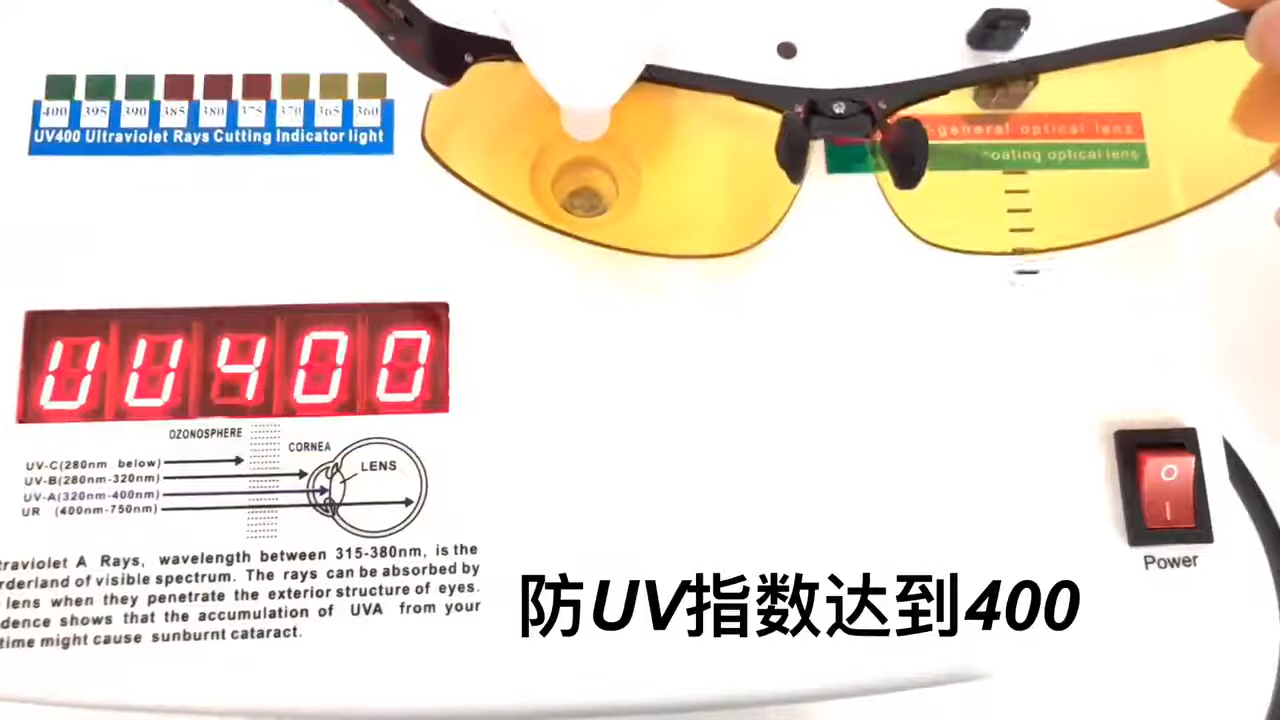 400 395 390 385 380 375 370 365 360
UV400 Ultraviolet Rays Cutting Indicator light
general optical lens
oating optical lens
UU400
OZONOSPHERE
CORNEA
LENS
UV-C(280nm below)
UV-B(280nm-320nm)
UV-A(320nm-400nm)
UR (400nm-750nm)
traviolet A Rays, wavelength between 315-380nm, is the
rderland of visible spectrum. The rays can be absorbed by
lens when they penetrate the exterior structure of eyes.
dence shows that the accumulation of UVA from your
time might cause sunburnt cataract.
O
I
Power
防UV指数达到400